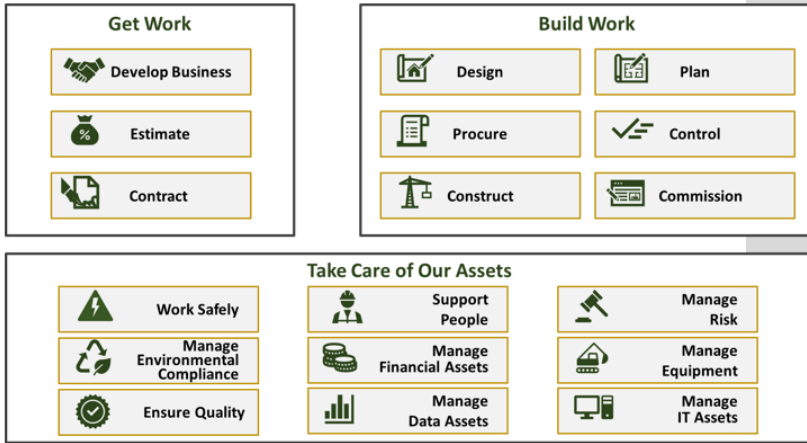 Get Work
Develop Business
Estimate
%
Contract
Build Work
Design
Plan
Procure
Control
Construct
Commission
Take Care of Our Assets
Work Safely
Support
People
Manage
Risk
Manage
Environmental
Compliance
Manage
Financial Assets
Manage
Equipment
Ensure Quality
Manage
Data Assets
Manage
IT Assets